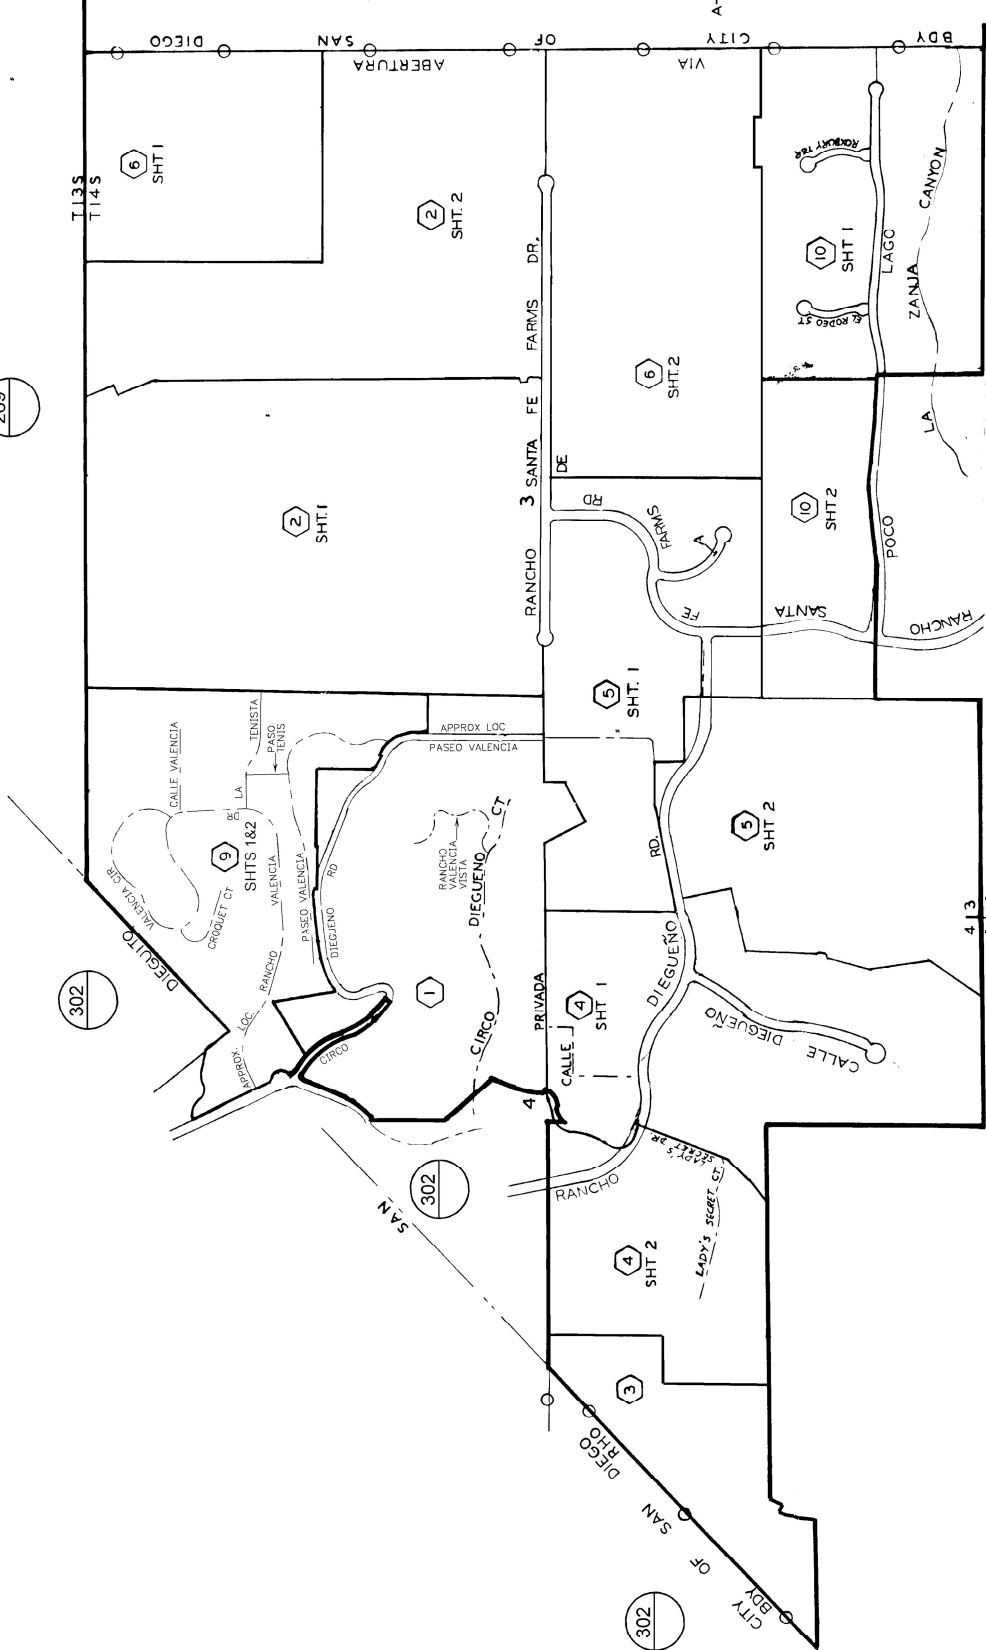 A-
BDY
CITY
OF
SAN
DIEGO
VIA
ABERTURA
T13S
T14S
6
SHT 1
2
SHT. 2
ROXBURY TER
10
SHT 1
EL RODEO ST
LAGO
ZANJA CANYON
LA
RANCHO 3 SANTA FE FARMS DR,
DE
6
SHT. 2
2
SHT. 1
RD
FARMS
A
FE
SANTA
10
SHT 2
POCO
RANCHO
5
SHT. 1
TENISTA
LA
PASO
TENIS
CALLE VALENCIA
DR
APPROX LOC
PASEO VALENCIA
9
SHTS 1&2
VALENCIA CIR
CROQUET CT
VALENCIA
RANCHO
APPROX. LOC.
PASEO VALENCIA
DIEGUENO RD
CIRCO
RANCHO
VALENCIA
VISTA
CIRCO DIEGUENO CT
RD.
5
SHT 2
4 3
DIEGUITO
302
1
PRIVADA
CALLE
4
SHT 1
DIEGUEÑO
CALLE DIEGUEÑO
4
302
SAN
RANCHO
LADY'S
SECRET DR.
LADY'S SECRET CT.
4
SHT 2
3
DIEGO
RHO
SAN
OF
CITY
BDY
302